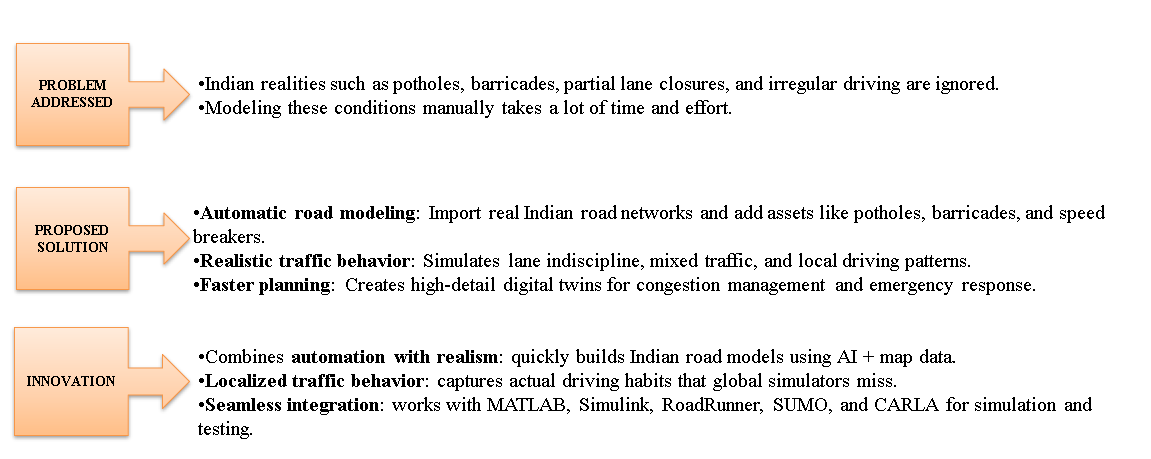 PROBLEM
ADDRESSED
•Indian realities such as potholes, barricades, partial lane closures, and irregular driving are ignored.
•Modeling these conditions manually takes a lot of time and effort.
PROPOSED
SOLUTION
•Automatic road modeling: Import real Indian road networks and add assets like potholes, barricades, and speed
breakers.
•Realistic traffic behavior: Simulates lane indiscipline, mixed traffic, and local driving patterns.
•Faster planning: Creates high-detail digital twins for congestion management and emergency response.
INNOVATION
•Combines automation with realism: quickly builds Indian road models using AI + map data.
•Localized traffic behavior: captures actual driving habits that global simulators miss.
•Seamless integration: works with MATLAB, Simulink, RoadRunner, SUMO, and CARLA for simulation and
testing.